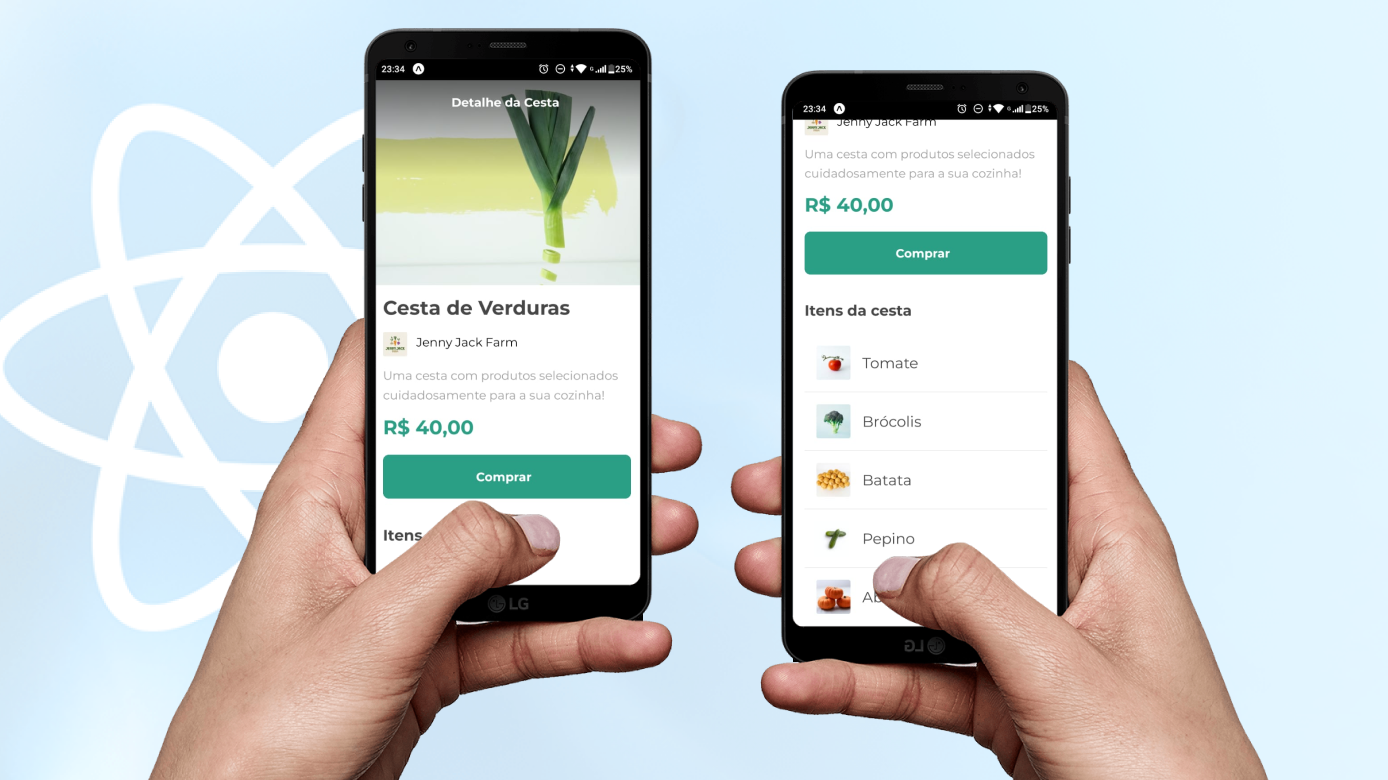 23:34
25%
Detalhe da Cesta
Cesta de Verduras
Jenny Jack Farm
Uma cesta com produtos selecionados
cuidadosamente para a sua cozinha!
R$ 40,00
Comprar
Itens
LG
23:34
25%
Jenny Jack Farm
Uma cesta com produtos selecionados
cuidadosamente para a sua cozinha!
R$ 40,00
Comprar
Itens da cesta
Tomate
Brócolis
Batata
Pepino
LG